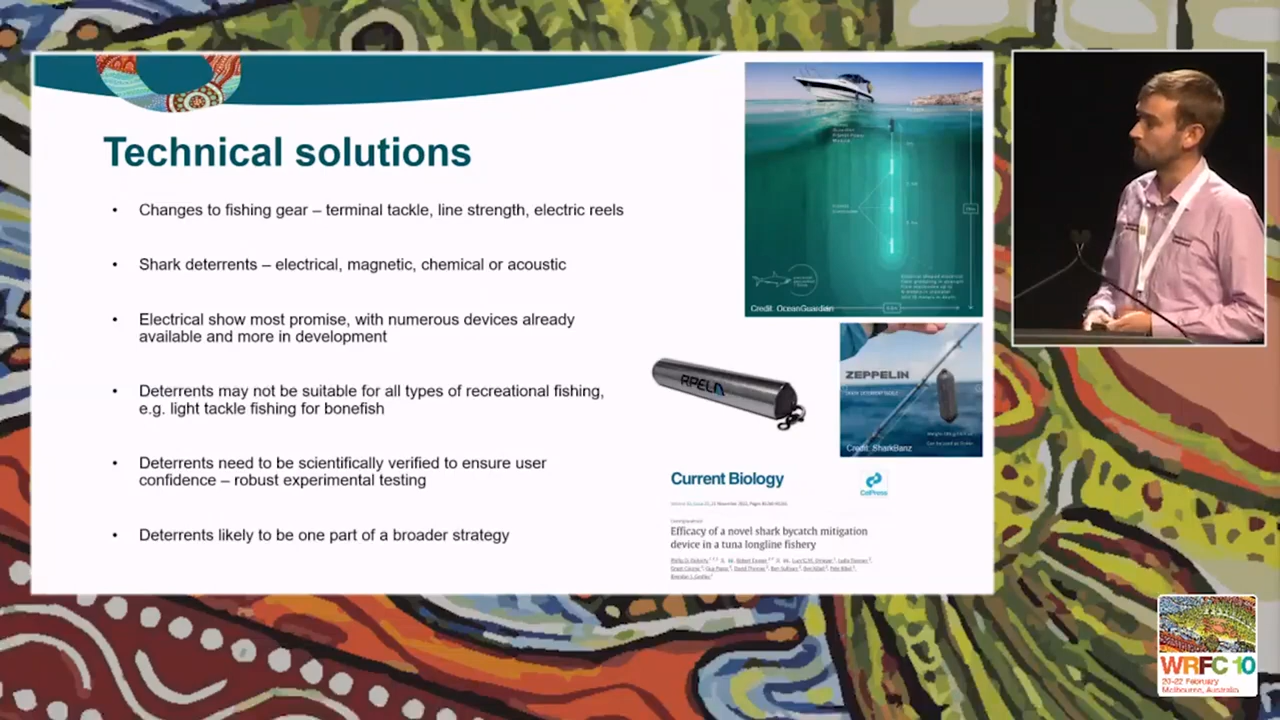 Technical solutions
• Changes to fishing gear – terminal tackle, line strength, electric reels
• Shark deterrents – electrical, magnetic, chemical or acoustic
• Electrical show most promise, with numerous devices already
available and more in development
• Deterrents may not be suitable for all types of recreational fishing,
e.g. light tackle fishing for bonefish
• Deterrents need to be scientifically verified to ensure user
confidence – robust experimental testing
• Deterrents likely to be one part of a broader strategy
Credit: OceanGuardian
RPELA
ZEPPELIN
Credit: SharkBanz
Current Biology
CelPress
Efficacy of a novel shark bycatch mitigation
device in a tuna longline fishery
WRFC 10
20-22 February
Melbourne, Australia